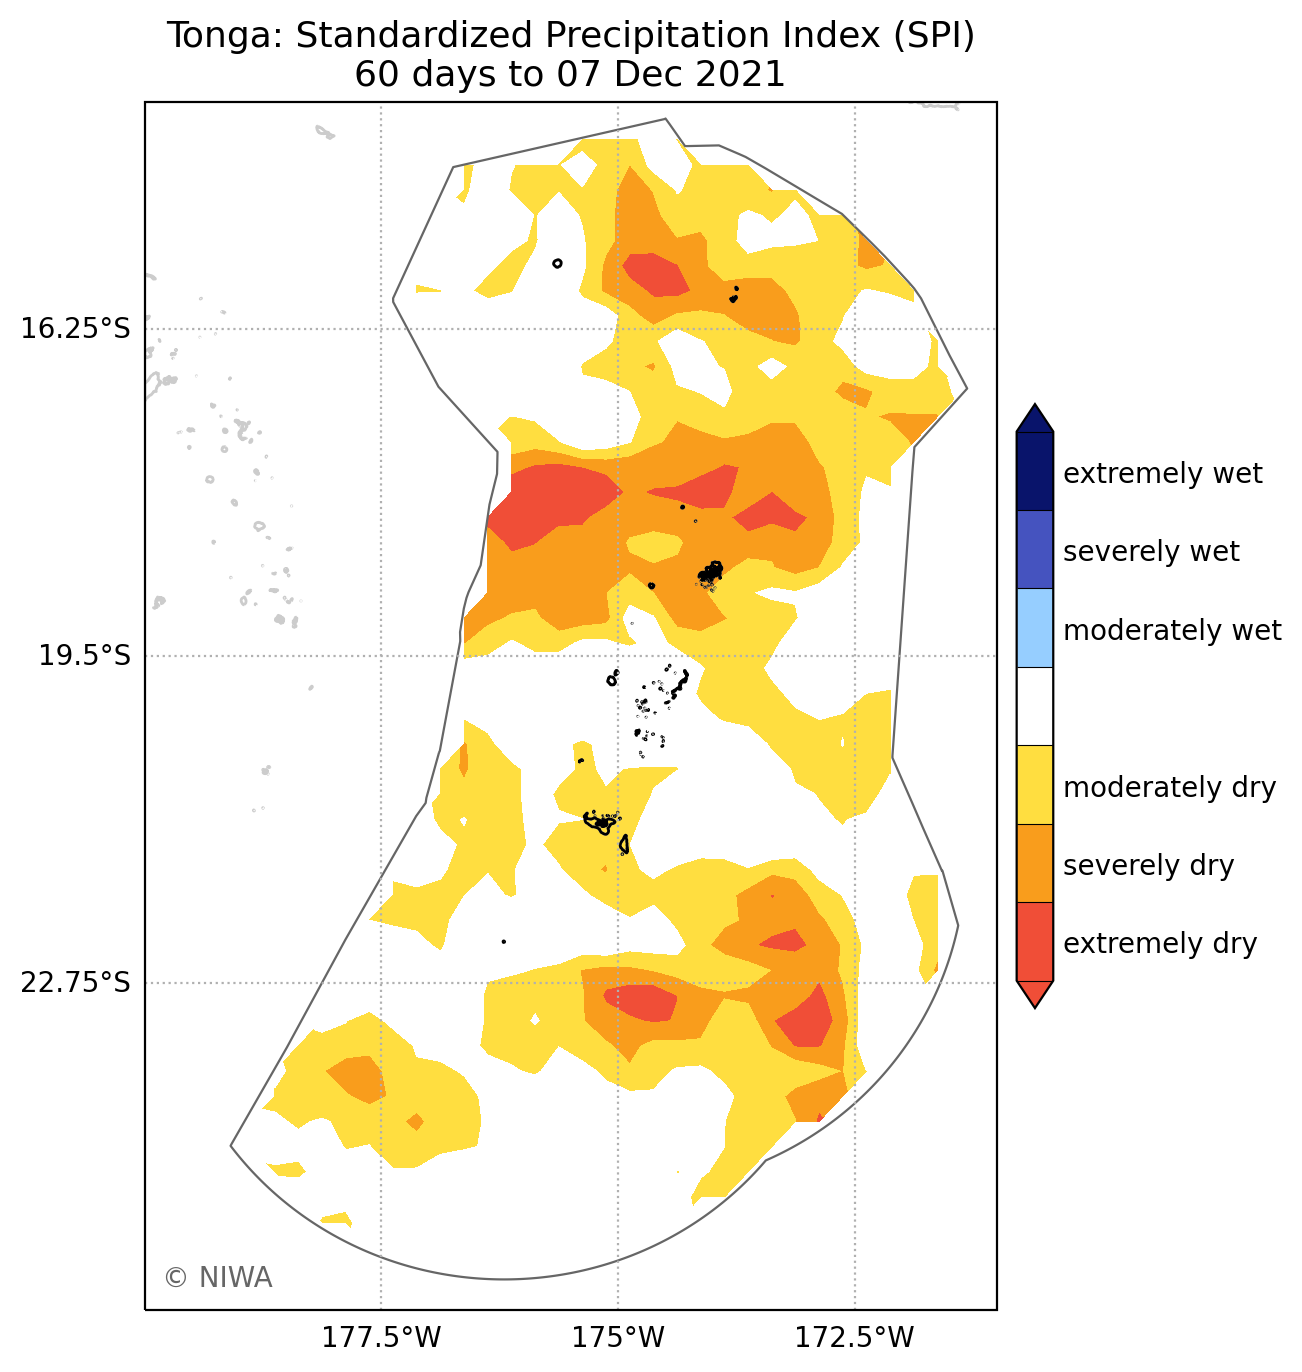 Tonga: Standardized Precipitation Index (SPI)
60 days to 07 Dec 2021
16.25°S
19.5°S
22.75°S
177.5°W
175°W
172.5°W
extremely wet
severely wet
moderately wet
moderately dry
severely dry
extremely dry
© NIWA